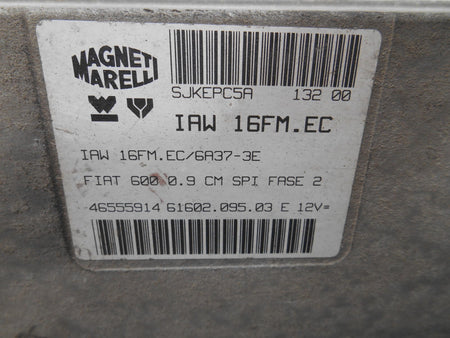 MAGNETI
MARELLI
SJKEPC5A 132 00
IAW 16FM.EC
IAW 16FM.EC/6A37-3E
FIAT 600 0.9 CM SPI FASE 2
46555914 61602.095.03 E 12V=